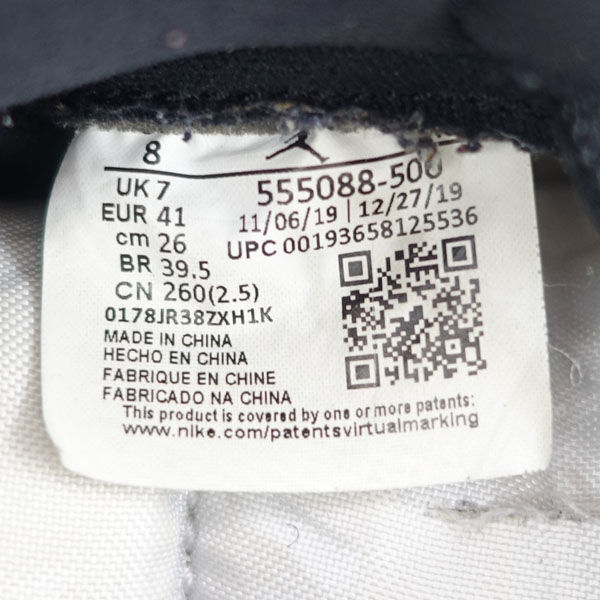 8
UK 7
EUR 41
cm 26
BR 39.5
CN 260(2.5)
555088-500
11/06/19 | 12/27/19
UPC 00193658125536
0178JR38ZXH1K
MADE IN CHINA
HECHO EN CHINA
FABRIQUE EN CHINE
FABRICADO NA CHINA
This product is covered by one or more patents:
www.nike.com/patentsvirtualmarking